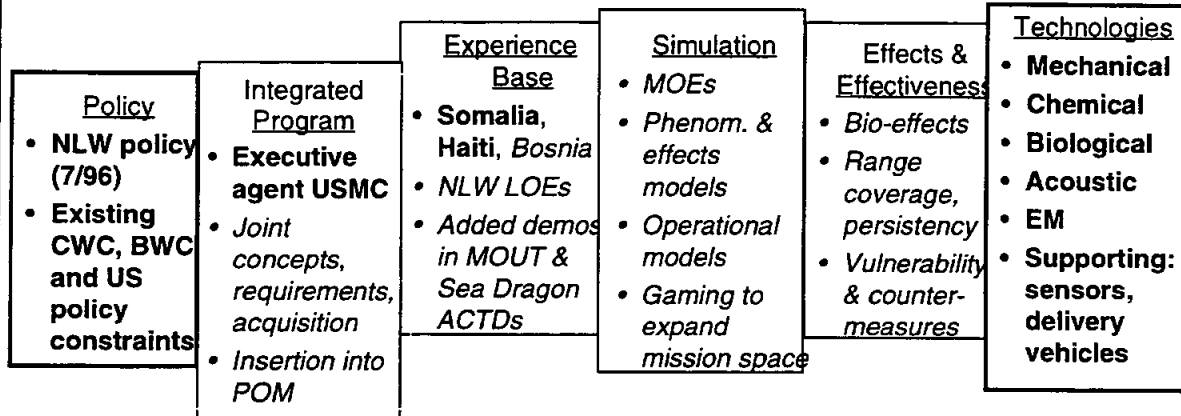 Policy
• NLW policy
(7/96)
• Existing
CWC, BWC
and US
policy
constraints
Integrated
Program
• Executive
agent USMC
• Joint
concepts,
requirements,
acquisition
• Insertion into
POM
Experience
Base
• Somalia,
Haiti, Bosnia
• NLW LOEs
• Added demos
in MOUT &
Sea Dragon
ACTDs
Simulation
• MOEs
• Phenom. &
effects
models
• Operational
models
• Gaming to
expand
mission space
Effects &
Effectiveness
• Bio-effects
• Range
coverage,
persistency
• Vulnerability
& counter-
measures
Technologies
• Mechanical
• Chemical
• Biological
• Acoustic
• EM
• Supporting:
sensors,
delivery
vehicles